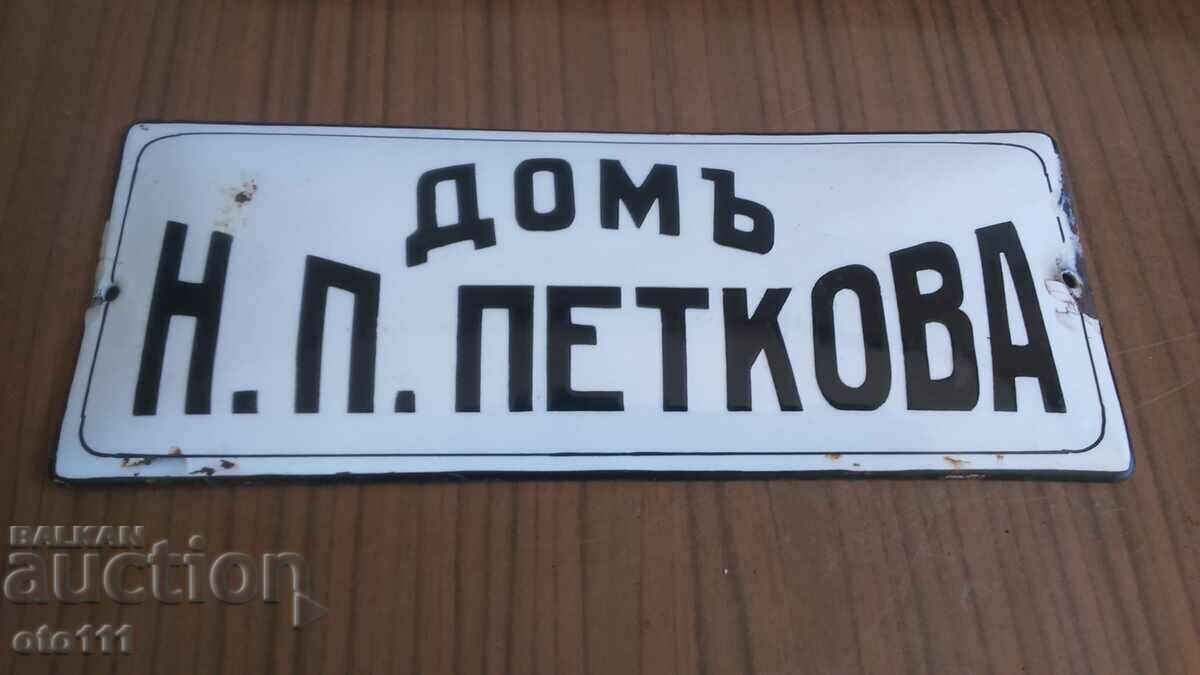 ДОМЪ
Н. П. ПЕТКОВА
BALKAN
auction
oto111